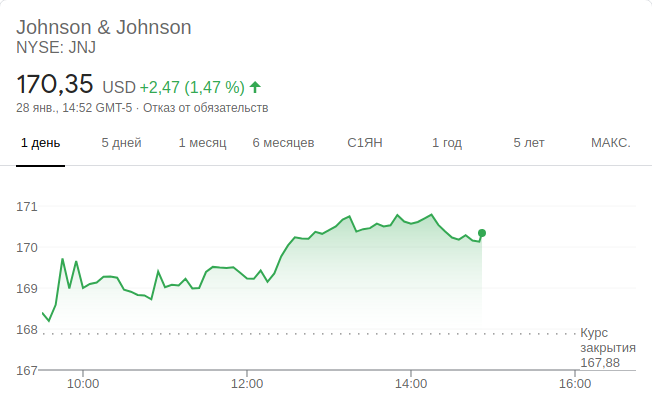 Johnson & Johnson
NYSE: JNJ
170,35 USD +2,47 (1,47 %)
28 янв., 14:52 GMT-5 · Отказ от обязательств
1 день 5 дней 1 месяц 6 месяцев С1ЯН 1 год 5 лет МАКС.
171
170
169
168
167
Курс
закрытия
167,88
10:00 12:00 14:00 16:00